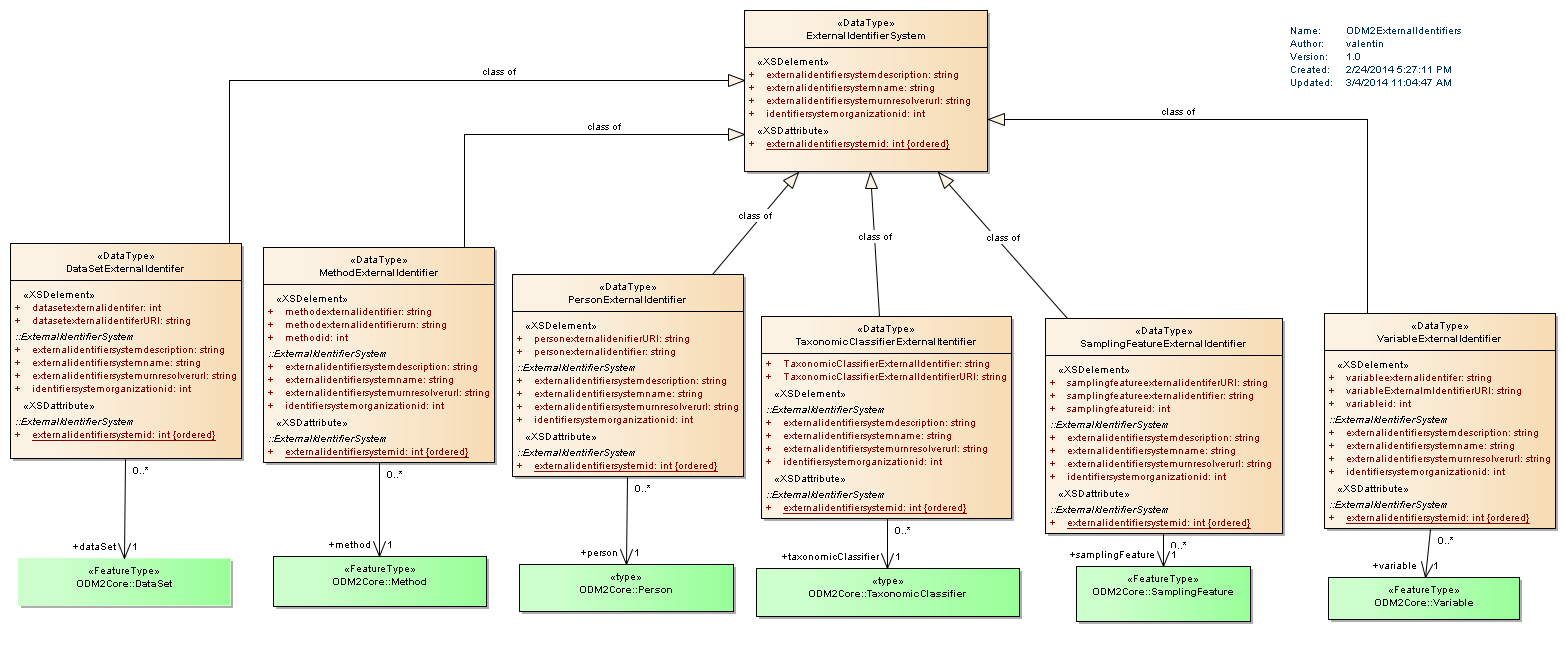 «DataType»
ExternalIdentifierSystem
«XSDelement»
+ externalidentifiersystemdescription: string
+ externalidentifiersystemname: string
+ externalidentifiersystemurnresolverurl: string
+ identifiersystemorganizationid: int
«XSDattribute»
+ externalidentifiersystemid: int {ordered}
Name: ODM2ExternalIdentifiers
Author: valentin
Version: 1.0
Created: 2/24/2014 5:27:11 PM
Updated: 3/4/2014 11:04:47 AM
class of
class of
class of
class of
class of
class of
«DataType»
DataSetExternalIdentifer
«XSDelement»
+ datasetexternalidentifer: int
+ datasetexternalidentiferURI: string
::ExternalIdentifierSystem
+ externalidentifiersystemdescription: string
+ externalidentifiersystemname: string
+ externalidentifiersystemurnresolverurl: string
+ identifiersystemorganizationid: int
«XSDattribute»
::ExternalIdentifierSystem
+ externalidentifiersystemid: int {ordered}
0..*
+dataSet 1
«FeatureType»
ODM2Core::DataSet
«DataType»
MethodExternalIdentifier
«XSDelement»
+ methodexternalidentifier: string
+ methodexternalidentifierurn: string
+ methodid: int
::ExternalIdentifierSystem
+ externalidentifiersystemdescription: string
+ externalidentifiersystemname: string
+ externalidentifiersystemurnresolverurl: string
+ identifiersystemorganizationid: int
«XSDattribute»
::ExternalIdentifierSystem
+ externalidentifiersystemid: int {ordered}
0..*
+method 1
«FeatureType»
ODM2Core::Method
«DataType»
PersonExternalIdentifier
«XSDelement»
+ personexternalidenifierURI: string
+ personexternalidentifier: string
::ExternalIdentifierSystem
+ externalidentifiersystemdescription: string
+ externalidentifiersystemname: string
+ externalidentifiersystemurnresolverurl: string
+ identifiersystemorganizationid: int
«XSDattribute»
::ExternalIdentifierSystem
+ externalidentifiersystemid: int {ordered}
0..*
+person 1
«type»
ODM2Core::Person
«DataType»
TaxonomicClassifierExternalItentifier
+ TaxonomicClassifierExternalIdentifier: string
+ TaxonomicClassifierExternalIdentifierURI: string
«XSDelement»
::ExternalIdentifierSystem
+ externalidentifiersystemdescription: string
+ externalidentifiersystemname: string
+ externalidentifiersystemurnresolverurl: string
+ identifiersystemorganizationid: int
«XSDattribute»
::ExternalIdentifierSystem
+ externalidentifiersystemid: int {ordered}
0..*
+taxonomicClassifier 1
«type»
ODM2Core::TaxonomicClassifier
«DataType»
SamplingFeatureExternalIdentifier
«XSDelement»
+ samplingfeatureexternalidentiferURI: string
+ samplingfeatureexternalidentifier: string
+ samplingfeatureid: int
::ExternalIdentifierSystem
+ externalidentifiersystemdescription: string
+ externalidentifiersystemname: string
+ externalidentifiersystemurnresolverurl: string
+ identifiersystemorganizationid: int
«XSDattribute»
::ExternalIdentifierSystem
+ externalidentifiersystemid: int {ordered}
0..*
+samplingFeature 1
«FeatureType»
ODM2Core::SamplingFeature
«DataType»
VariableExternalIdentifier
«XSDelement»
+ variableexternalidentifer: string
+ variableExternalmIdentifierURI: string
+ variableid: int
::ExternalIdentifierSystem
+ externalidentifiersystemdescription: string
+ externalidentifiersystemname: string
+ externalidentifiersystemurnresolverurl: string
+ identifiersystemorganizationid: int
«XSDattribute»
::ExternalIdentifierSystem
+ externalidentifiersystemid: int {ordered}
0..*
+variable 1
«FeatureType»
ODM2Core::Variable